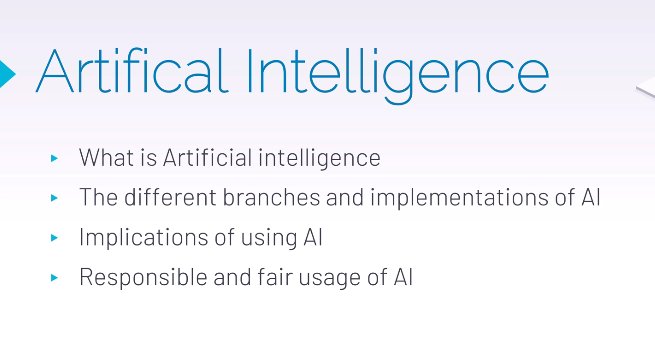 Artifical Intelligence
What is Artificial intelligence
The different branches and implementations of AI
Implications of using AI
Responsible and fair usage of AI